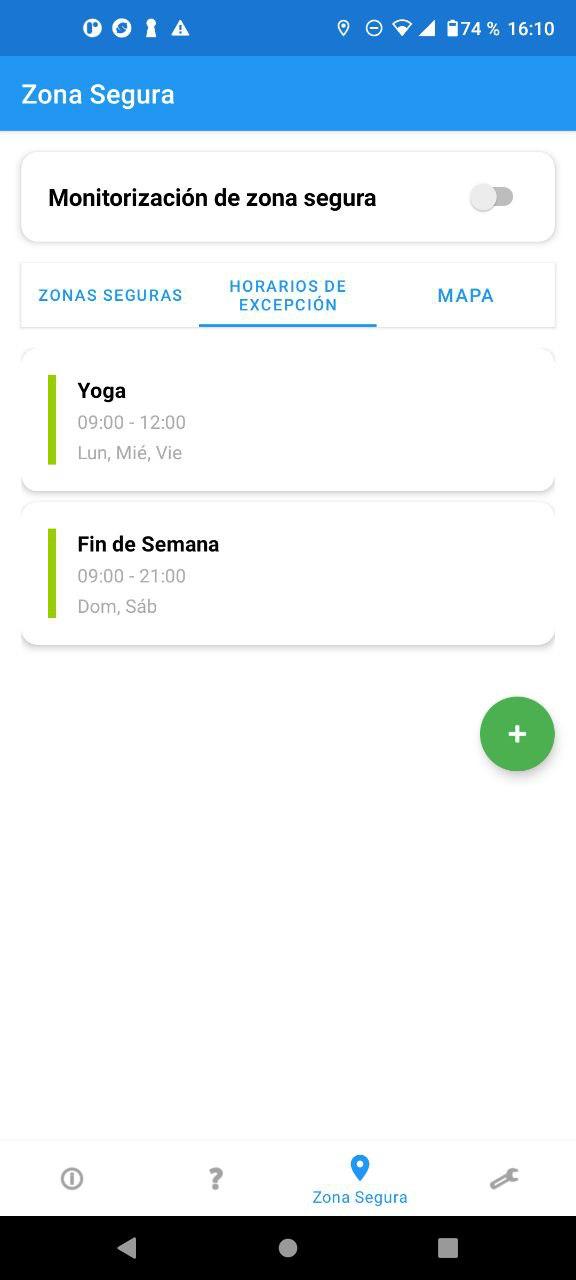 74 % 16:10
Zona Segura
Monitorización de zona segura
ZONAS SEGURAS
HORARIOS DE
EXCEPCIÓN
MAPA
Yoga
09:00 - 12:00
Lun, Mié, Vie
Fin de Semana
09:00 - 21:00
Dom, Sáb
+
?
Zona Segura